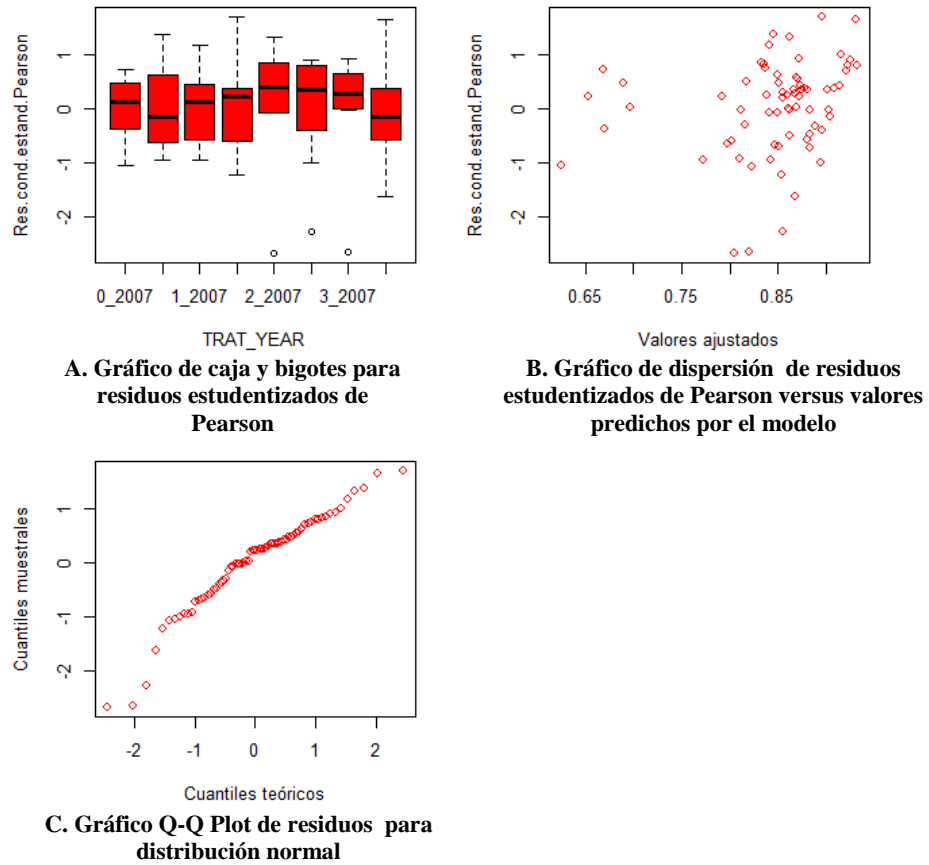 Res.cond.estand.Pearson
1
0
-1
-2
0_2007 1_2007 2_2007 3_2007
TRAT_YEAR
A. Gráfico de caja y bigotes para
residuos estudentizados de
Pearson
Res.cond.estand.Pearson
1
0
-1
-2
0.65 0.75 0.85
Valores ajustados
B. Gráfico de dispersión de residuos
estudentizados de Pearson versus valores
predichos por el modelo
Cuantiles muestrales
1
0
-1
-2
-2 -1 0 1 2
Cuantiles teóricos
C. Gráfico Q-Q Plot de residuos para
distribución normal